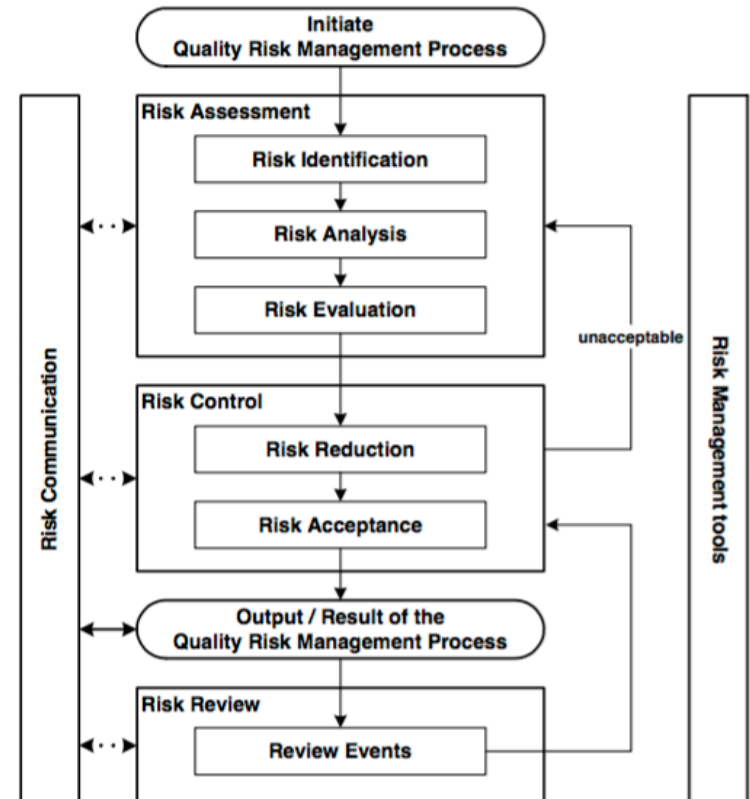 Initiate
Quality Risk Management Process
Risk Assessment
Risk Identification
Risk Analysis
Risk Evaluation
unacceptable
Risk Communication
Risk Management tools
Risk Control
Risk Reduction
Risk Acceptance
Output / Result of the
Quality Risk Management Process
Risk Review
Review Events